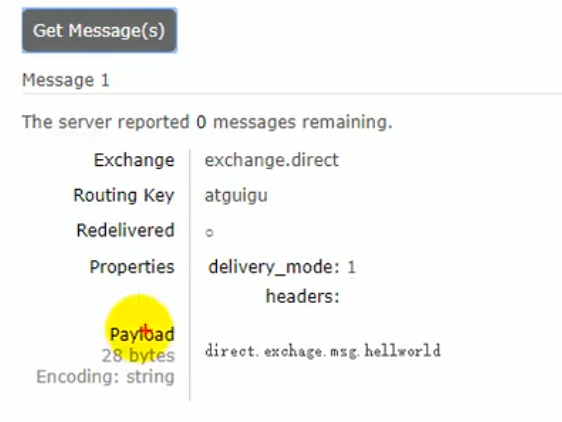 Get Message(s)
Message 1
The server reported 0 messages remaining.
Exchange exchange.direct
Routing Key atguigu
Redelivered ○
Properties delivery_mode: 1
headers:
Payload
28 bytes direct.exchage.msg.hellworld
Encoding: string